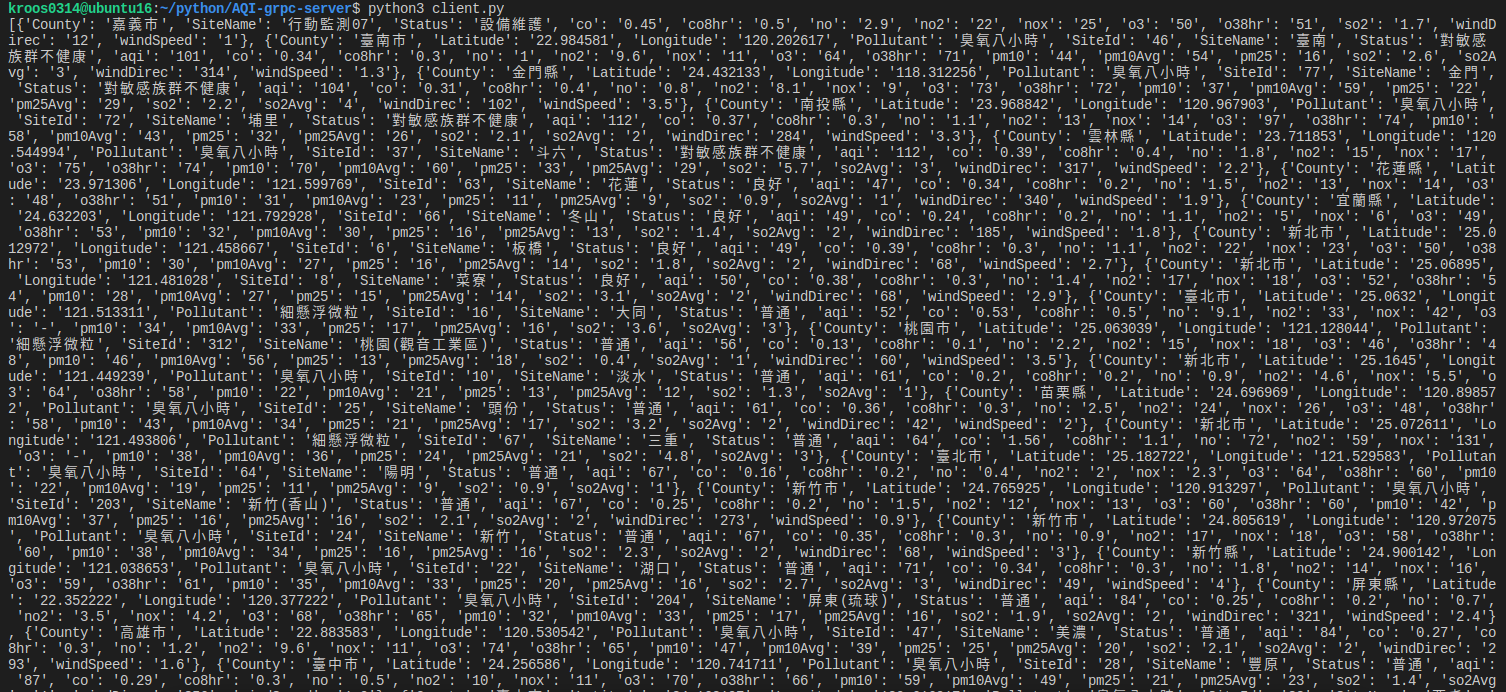 kroos0314@ubuntu16:~/python/AQI-grpc-server$ python3 client.py
[{'County': '嘉義市', 'SiteName': '行動監測07', 'Status': '設備維護', 'co': '0.45', 'co8hr': '0.5', 'no': '2.9', 'no2': '22', 'nox': '25', 'o3': '50', 'o38hr': '51', 'so2': '1.7', 'windD
irec': '12', 'windSpeed': '1'}, {'County': '臺南市', 'Latitude': '22.984581', 'Longitude': '120.202617', 'Pollutant': '臭氧八小時', 'SiteId': '46', 'SiteName': '臺南', 'Status': '對敏感
族群不健康', 'aqi': '101', 'co': '0.34', 'co8hr': '0.3', 'no': '1', 'no2': '9.6', 'nox': '11', 'o3': '64', 'o38hr': '71', 'pm10': '44', 'pm10Avg': '54', 'pm25': '16', 'so2': '2.6', 'so2A
vg': '3', 'windDirec': '314', 'windSpeed': '1.3'}, {'County': '金門縣', 'Latitude': '24.432133', 'Longitude': '118.312256', 'Pollutant': '臭氧八小時', 'SiteId': '77', 'SiteName': '金門',
 'Status': '對敏感族群不健康', 'aqi': '104', 'co': '0.31', 'co8hr': '0.4', 'no': '0.8', 'no2': '8.1', 'nox': '9', 'o3': '73', 'o38hr': '72', 'pm10': '37', 'pm10Avg': '59', 'pm25': '22',
'pm25Avg': '29', 'so2': '2.2', 'so2Avg': '4', 'windDirec': '102', 'windSpeed': '3.5'}, {'County': '南投縣', 'Latitude': '23.968842', 'Longitude': '120.967903', 'Pollutant': '臭氧八小時',
 'SiteId': '72', 'SiteName': '埔里', 'Status': '對敏感族群不健康', 'aqi': '112', 'co': '0.37', 'co8hr': '0.3', 'no': '1.1', 'no2': '13', 'nox': '14', 'o3': '97', 'o38hr': '74', 'pm10': '
58', 'pm10Avg': '43', 'pm25': '32', 'pm25Avg': '26', 'so2': '2.1', 'so2Avg': '2', 'windDirec': '284', 'windSpeed': '3.3'}, {'County': '雲林縣', 'Latitude': '23.711853', 'Longitude': '120
.544994', 'Pollutant': '臭氧八小時', 'SiteId': '37', 'SiteName': '斗六', 'Status': '對敏感族群不健康', 'aqi': '112', 'co': '0.39', 'co8hr': '0.4', 'no': '1.8', 'no2': '15', 'nox': '17',
'o3': '75', 'o38hr': '74', 'pm10': '70', 'pm10Avg': '60', 'pm25': '33', 'pm25Avg': '29', 'so2': '5.7', 'so2Avg': '3', 'windDirec': '317', 'windSpeed': '2.2'}, {'County': '花蓮縣', 'Latit
ude': '23.971306', 'Longitude': '121.599769', 'SiteId': '63', 'SiteName': '花蓮', 'Status': '良好', 'aqi': '47', 'co': '0.34', 'co8hr': '0.2', 'no': '1.5', 'no2': '13', 'nox': '14', 'o3'
: '48', 'o38hr': '51', 'pm10': '31', 'pm10Avg': '23', 'pm25': '11', 'pm25Avg': '9', 'so2': '0.9', 'so2Avg': '1', 'windDirec': '340', 'windSpeed': '1.9'}, {'County': '宜蘭縣', 'Latitude':
'24.632203', 'Longitude': '121.792928', 'SiteId': '66', 'SiteName': '冬山', 'Status': '良好', 'aqi': '49', 'co': '0.24', 'co8hr': '0.2', 'no': '1.1', 'no2': '5', 'nox': '6', 'o3': '49',
 'o38hr': '53', 'pm10': '32', 'pm10Avg': '30', 'pm25': '16', 'pm25Avg': '13', 'so2': '1.4', 'so2Avg': '2', 'windDirec': '185', 'windSpeed': '1.8'}, {'County': '新北市', 'Latitude': '25.0
12972', 'Longitude': '121.458667', 'SiteId': '6', 'SiteName': '板橋', 'Status': '良好', 'aqi': '49', 'co': '0.39', 'co8hr': '0.3', 'no': '1.1', 'no2': '22', 'nox': '23', 'o3': '50', 'o38
hr': '53', 'pm10': '30', 'pm10Avg': '27', 'pm25': '16', 'pm25Avg': '14', 'so2': '1.8', 'so2Avg': '2', 'windDirec': '68', 'windSpeed': '2.7'}, {'County': '新北市', 'Latitude': '25.06895',
 'Longitude': '121.481028', 'SiteId': '8', 'SiteName': '菜寮', 'Status': '良好', 'aqi': '50', 'co': '0.38', 'co8hr': '0.3', 'no': '1.4', 'no2': '17', 'nox': '18', 'o3': '52', 'o38hr': '5
4', 'pm10': '28', 'pm10Avg': '27', 'pm25': '15', 'pm25Avg': '14', 'so2': '3.1', 'so2Avg': '2', 'windDirec': '68', 'windSpeed': '2.9'}, {'County': '臺北市', 'Latitude': '25.0632', 'Longit
ude': '121.513311', 'Pollutant': '細懸浮微粒', 'SiteId': '16', 'SiteName': '大同', 'Status': '普通', 'aqi': '52', 'co': '0.53', 'co8hr': '0.5', 'no': '9.1', 'no2': '33', 'nox': '42', 'o3
': '-', 'pm10': '34', 'pm10Avg': '33', 'pm25': '17', 'pm25Avg': '16', 'so2': '3.6', 'so2Avg': '3'}, {'County': '桃園市', 'Latitude': '25.063039', 'Longitude': '121.128044', 'Pollutant':
'細懸浮微粒', 'SiteId': '312', 'SiteName': '桃園(觀音工業區)', 'Status': '普通', 'aqi': '56', 'co': '0.13', 'co8hr': '0.1', 'no': '2.2', 'no2': '15', 'nox': '18', 'o3': '46', 'o38hr': '4
8', 'pm10': '46', 'pm10Avg': '56', 'pm25': '13', 'pm25Avg': '18', 'so2': '0.4', 'so2Avg': '1', 'windDirec': '60', 'windSpeed': '3.5'}, {'County': '新北市', 'Latitude': '25.1645', 'Longit
ude': '121.449239', 'Pollutant': '臭氧八小時', 'SiteId': '10', 'SiteName': '淡水', 'Status': '普通', 'aqi': '61', 'co': '0.2', 'co8hr': '0.2', 'no': '0.9', 'no2': '4.6', 'nox': '5.5', 'o
3': '64', 'o38hr': '58', 'pm10': '22', 'pm10Avg': '21', 'pm25': '13', 'pm25Avg': '12', 'so2': '1.3', 'so2Avg': '1'}, {'County': '苗栗縣', 'Latitude': '24.696969', 'Longitude': '120.89857
2', 'Pollutant': '臭氧八小時', 'SiteId': '25', 'SiteName': '頭份', 'Status': '普通', 'aqi': '61', 'co': '0.36', 'co8hr': '0.3', 'no': '2.5', 'no2': '24', 'nox': '26', 'o3': '48', 'o38hr'
: '58', 'pm10': '43', 'pm10Avg': '34', 'pm25': '21', 'pm25Avg': '17', 'so2': '3.2', 'so2Avg': '2', 'windDirec': '42', 'windSpeed': '2'}, {'County': '新北市', 'Latitude': '25.072611', 'Lo
ngitude': '121.493806', 'Pollutant': '細懸浮微粒', 'SiteId': '67', 'SiteName': '三重', 'Status': '普通', 'aqi': '64', 'co': '1.56', 'co8hr': '1.1', 'no': '72', 'no2': '59', 'nox': '131',
 'o3': '-', 'pm10': '38', 'pm10Avg': '36', 'pm25': '24', 'pm25Avg': '21', 'so2': '4.8', 'so2Avg': '3'}, {'County': '臺北市', 'Latitude': '25.182722', 'Longitude': '121.529583', 'Pollutan
t': '臭氧八小時', 'SiteId': '64', 'SiteName': '陽明', 'Status': '普通', 'aqi': '67', 'co': '0.16', 'co8hr': '0.2', 'no': '0.4', 'no2': '2', 'nox': '2.3', 'o3': '64', 'o38hr': '60', 'pm10
': '22', 'pm10Avg': '19', 'pm25': '11', 'pm25Avg': '9', 'so2': '0.9', 'so2Avg': '1'}, {'County': '新竹市', 'Latitude': '24.765925', 'Longitude': '120.913297', 'Pollutant': '臭氧八小時',
'SiteId': '203', 'SiteName': '新竹(香山)', 'Status': '普通', 'aqi': '67', 'co': '0.25', 'co8hr': '0.2', 'no': '1.5', 'no2': '12', 'nox': '13', 'o3': '60', 'o38hr': '60', 'pm10': '42', 'p
m10Avg': '37', 'pm25': '16', 'pm25Avg': '16', 'so2': '2.1', 'so2Avg': '2', 'windDirec': '273', 'windSpeed': '0.9'}, {'County': '新竹市', 'Latitude': '24.805619', 'Longitude': '120.972075
', 'Pollutant': '臭氧八小時', 'SiteId': '24', 'SiteName': '新竹', 'Status': '普通', 'aqi': '67', 'co': '0.35', 'co8hr': '0.3', 'no': '0.9', 'no2': '17', 'nox': '18', 'o3': '58', 'o38hr':
 '60', 'pm10': '38', 'pm10Avg': '34', 'pm25': '16', 'pm25Avg': '16', 'so2': '2.3', 'so2Avg': '2', 'windDirec': '68', 'windSpeed': '3'}, {'County': '新竹縣', 'Latitude': '24.900142', 'Lon
gitude': '121.038653', 'Pollutant': '臭氧八小時', 'SiteId': '22', 'SiteName': '湖口', 'Status': '普通', 'aqi': '71', 'co': '0.34', 'co8hr': '0.3', 'no': '1.8', 'no2': '14', 'nox': '16',
'o3': '59', 'o38hr': '61', 'pm10': '35', 'pm10Avg': '33', 'pm25': '20', 'pm25Avg': '16', 'so2': '2.7', 'so2Avg': '3', 'windDirec': '49', 'windSpeed': '4'}, {'County': '屏東縣', 'Latitude
': '22.352222', 'Longitude': '120.377222', 'Pollutant': '臭氧八小時', 'SiteId': '204', 'SiteName': '屏東(琉球)', 'Status': '普通', 'aqi': '84', 'co': '0.25', 'co8hr': '0.2', 'no': '0.7',
 'no2': '3.5', 'nox': '4.2', 'o3': '68', 'o38hr': '65', 'pm10': '32', 'pm10Avg': '33', 'pm25': '17', 'pm25Avg': '16', 'so2': '1.9', 'so2Avg': '2', 'windDirec': '321', 'windSpeed': '2.4'}
, {'County': '高雄市', 'Latitude': '22.883583', 'Longitude': '120.530542', 'Pollutant': '臭氧八小時', 'SiteId': '47', 'SiteName': '美濃', 'Status': '普通', 'aqi': '84', 'co': '0.27', 'co
8hr': '0.3', 'no': '1.2', 'no2': '9.6', 'nox': '11', 'o3': '74', 'o38hr': '65', 'pm10': '47', 'pm10Avg': '39', 'pm25': '25', 'pm25Avg': '20', 'so2': '2.1', 'so2Avg': '2', 'windDirec': '2
93', 'windSpeed': '1.6'}, {'County': '臺中市', 'Latitude': '24.256586', 'Longitude': '120.741711', 'Pollutant': '臭氧八小時', 'SiteId': '28', 'SiteName': '豐原', 'Status': '普通', 'aqi':
'87', 'co': '0.29', 'co8hr': '0.3', 'no': '0.5', 'no2': '10', 'nox': '11', 'o3': '70', 'o38hr': '66', 'pm10': '59', 'pm10Avg': '49', 'pm25': '21', 'pm25Avg': '25', 'so2': '1.4', 'so2Avg